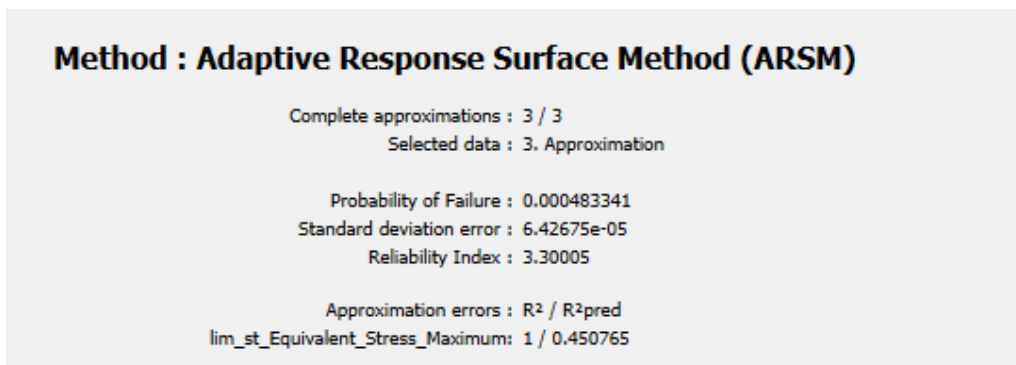 Method : Adaptive Response Surface Method (ARSM)
Complete approximations : 3 / 3
Selected data : 3. Approximation
Probability of Failure : 0.000483341
Standard deviation error : 6.42675e-05
Reliability Index : 3.30005
Approximation errors : R² / R²pred
lim_st_Equivalent_Stress_Maximum: 1 / 0.450765